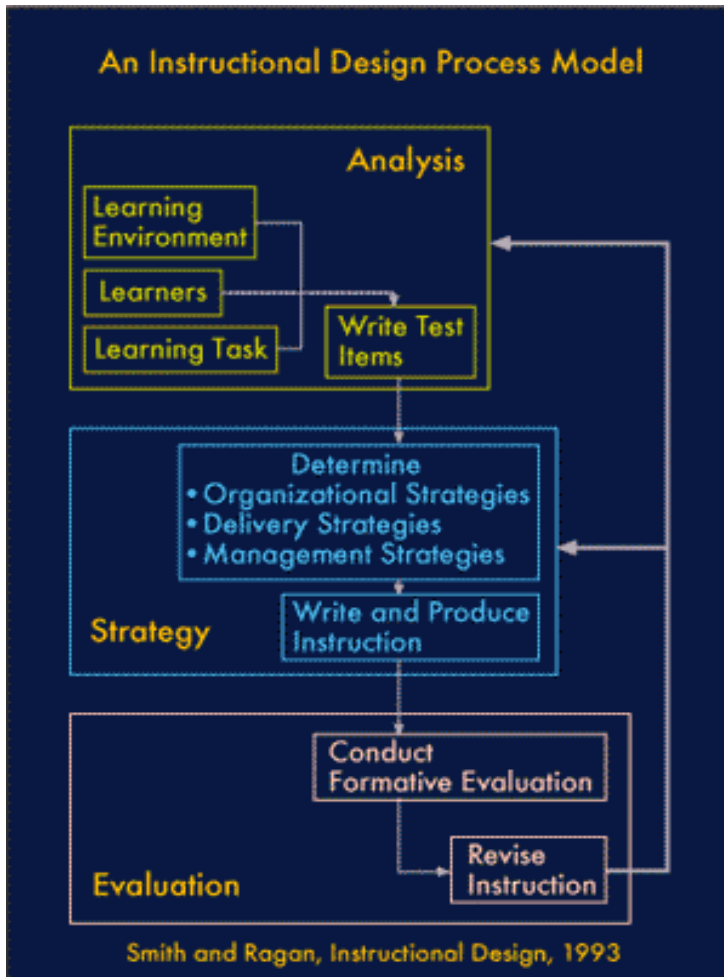 An Instructional Design Process Model
Analysis
Learning
Environment
Learners
Learning Task
Write Test
Items
Determine
• Organizational Strategies
• Delivery Strategies
• Management Strategies
Write and Produce
Instruction
Strategy
Conduct
Formative Evaluation
Revise
Instruction
Evaluation
Smith and Ragan, Instructional Design, 1993